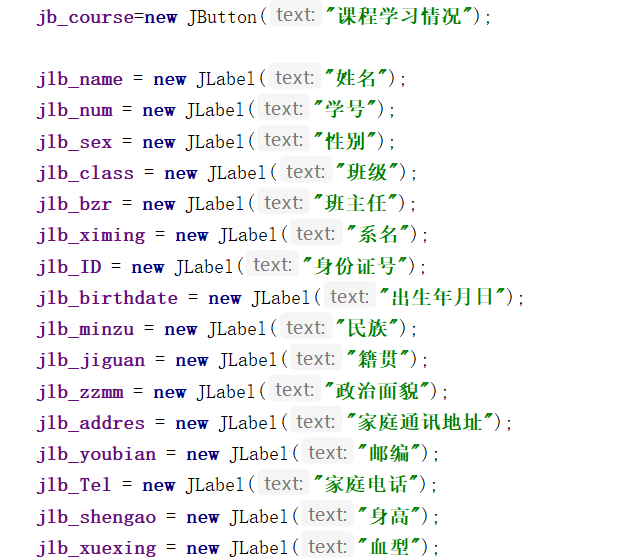 jb_course=new JButton( text: "课程学习情况");
jlb_name = new JLabel( text: "姓名");
jlb_num = new JLabel( text: "学号");
jlb_sex = new JLabel( text: "性别");
jlb_class = new JLabel( text: "班级");
jlb_bzr = new JLabel( text: "班主任");
jlb_ximing = new JLabel( text: "系名");
jlb_ID = new JLabel( text: "身份证号");
jlb_birthdate = new JLabel( text: "出生年月日");
jlb_minzu = new JLabel( text: "民族");
jlb_jiguan = new JLabel( text: "籍贯");
jlb_zzmm = new JLabel( text: "政治面貌");
jlb_addres = new JLabel( text: "家庭通讯地址");
jlb_youbian = new JLabel( text: "邮编");
jlb_Tel = new JLabel( text: "家庭电话");
jlb_shengao = new JLabel( text: "身高");
jlb_xuexing = new JLabel( text: "血型");